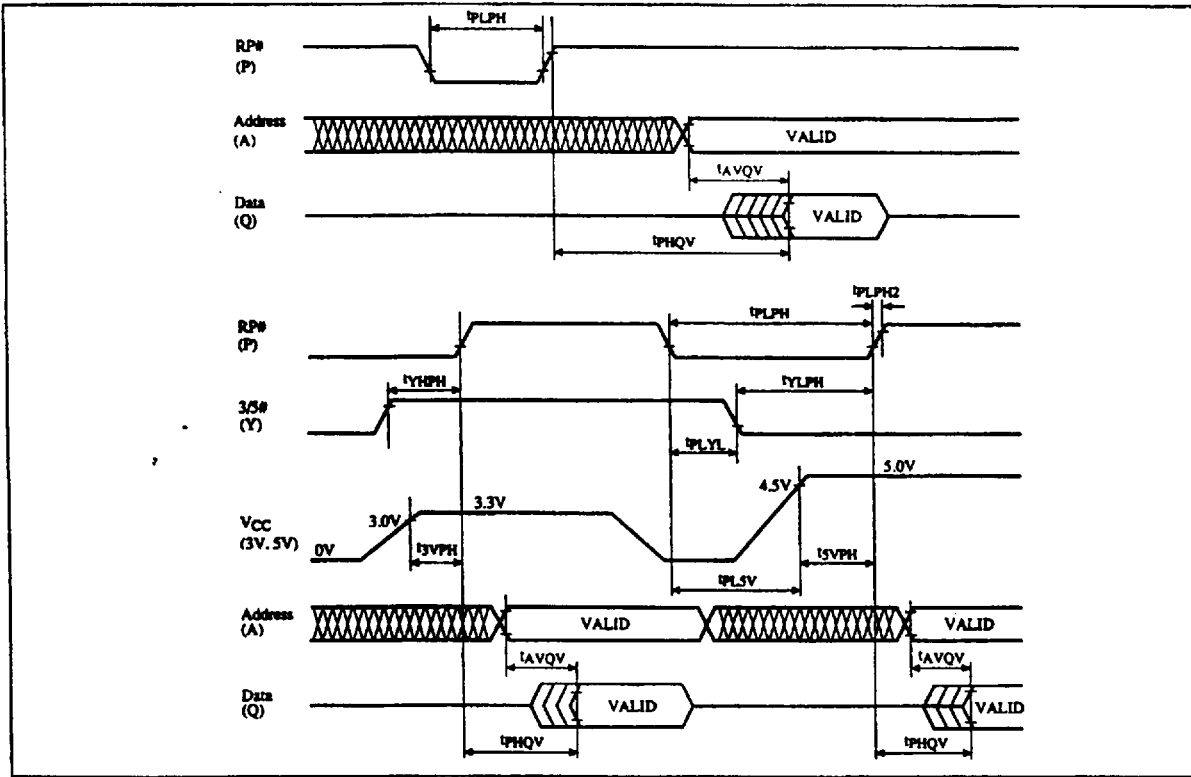 tPLPH
RP#
(P)
Address
(A)
VALID
tAVQV
Data
(Q)
VALID
tPHQV
tPLPH2
tPLPH
RP#
(P)
tYHPH
tYLPH
3/5#
(Y)
tPLYL
5.0V
4.5V
3.3V
3.0V
VCC
(3V, 5V)
0V
t3VPH
t5VPH
tPL5V
Address
(A)
VALID
VALID
tAVQV
tAVQV
Data
(Q)
VALID
VALID
tPHQV
tPHQV